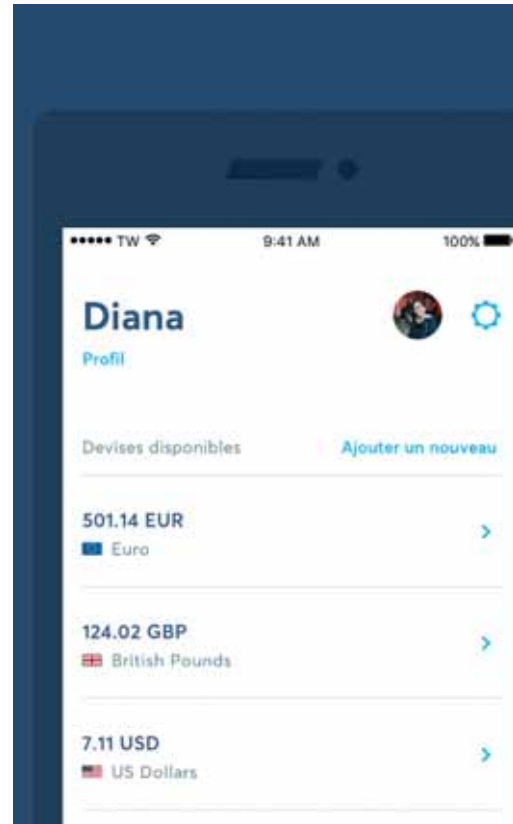 TW 9:41 AM 100%
Diana
Profil
Devises disponibles Ajouter un nouveau
501.14 EUR
Euro
124.02 GBP
British Pounds
7.11 USD
US Dollars